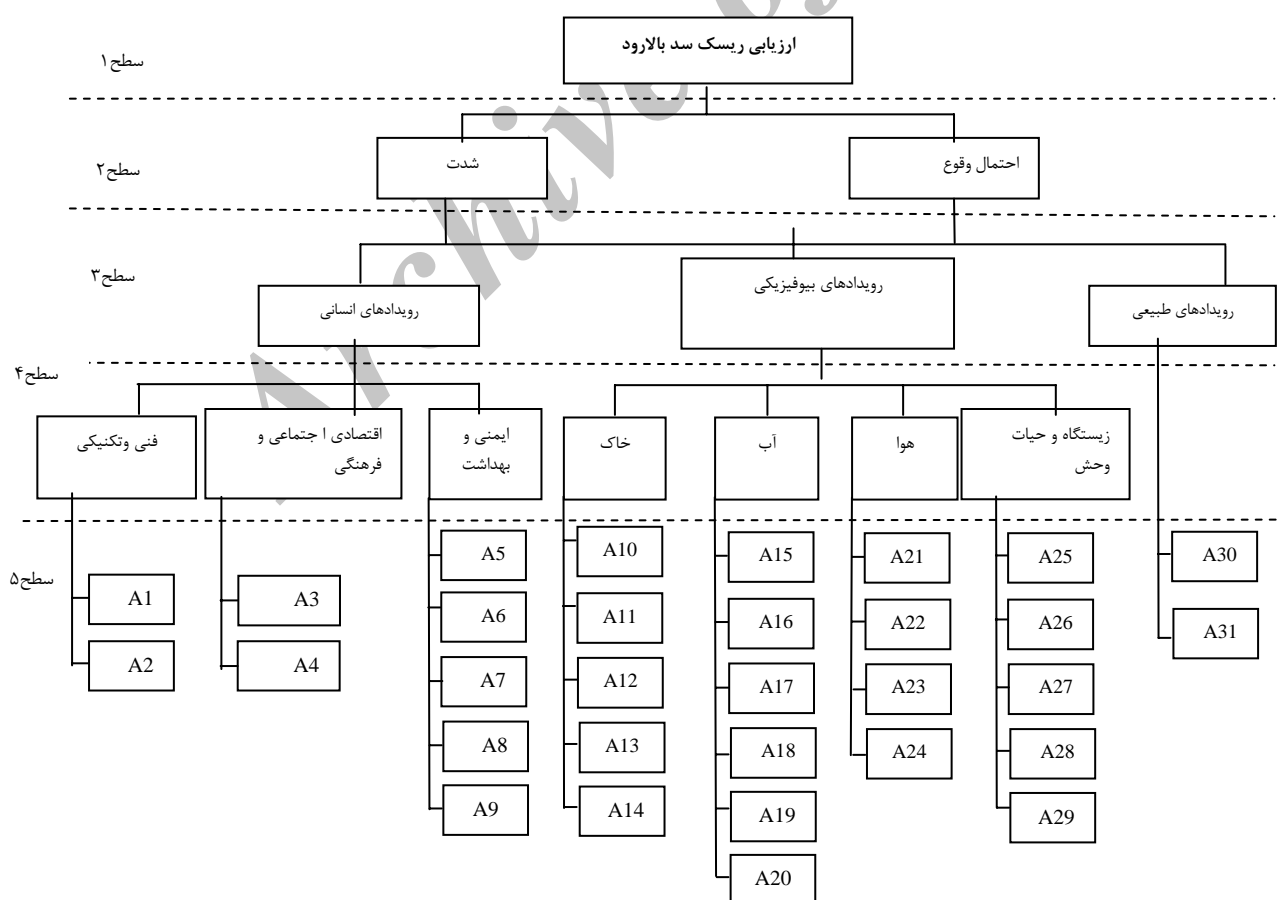 ارزیابی ریسک سد بالارود
سطح۱
احتمال وقوع
شدت
سطح۲
رویدادهای طبیعی
رویدادهای بیوفیزیکی
رویدادهای انسانی
سطح۳
سطح۴
زیستگاه و حیات
وحش
هوا
آب
خاک
ایمنی و
بهداشت
اقتصادی ا جتماعی و
فرهنگی
فنی وتکنیکی
سطح۵
A1
A2
A3
A4
A5
A6
A7
A8
A9
A10
A11
A12
A13
A14
A15
A16
A17
A18
A19
A20
A21
A22
A23
A24
A25
A26
A27
A28
A29
A30
A31
Archive